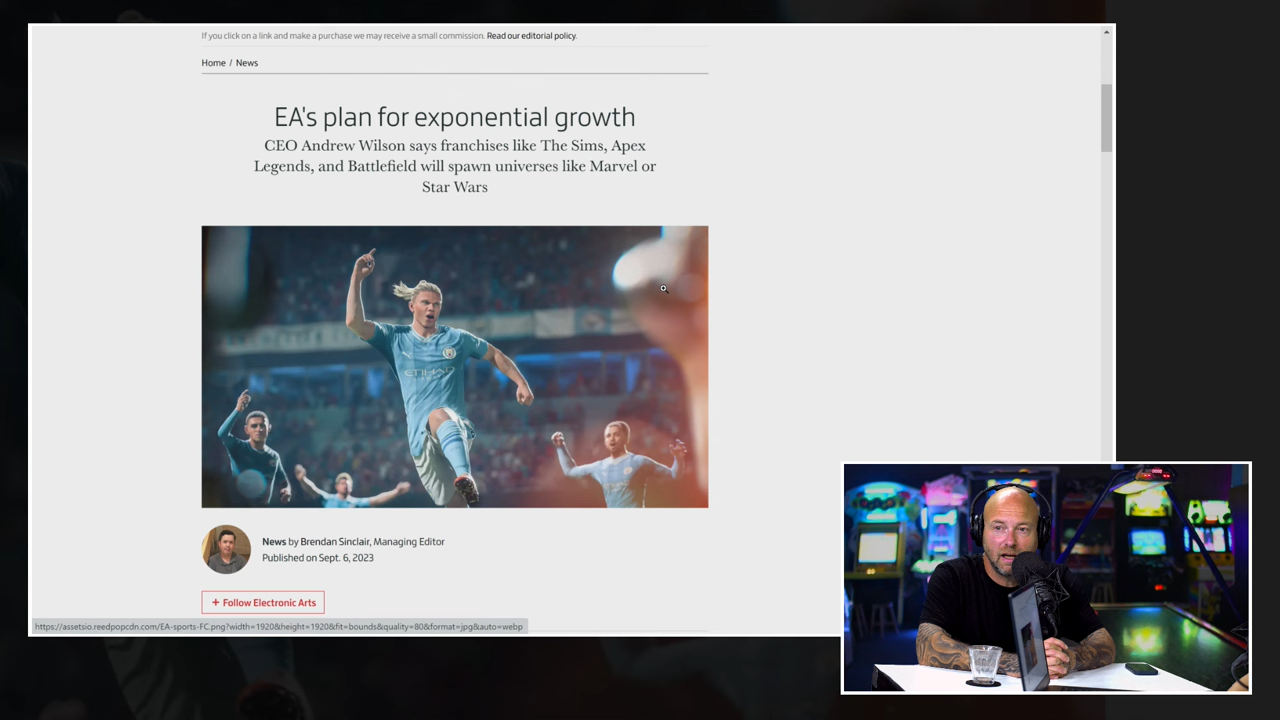 If you click on a link and make a purchase we may receive a small commission. Read our editorial policy.
Home / News
EA's plan for exponential growth
CEO Andrew Wilson says franchises like The Sims, Apex
Legends, and Battlefield will spawn universes like Marvel or
Star Wars
ETIHAD
News by Brendan Sinclair, Managing Editor
Published on Sept. 6, 2023
+ Follow Electronic Arts
https://assetsio.reedpopcdn.com/EA-sports-FC.png?width=1920&height=1920&fit=bounds&quality=80&format=jpg&auto=webp